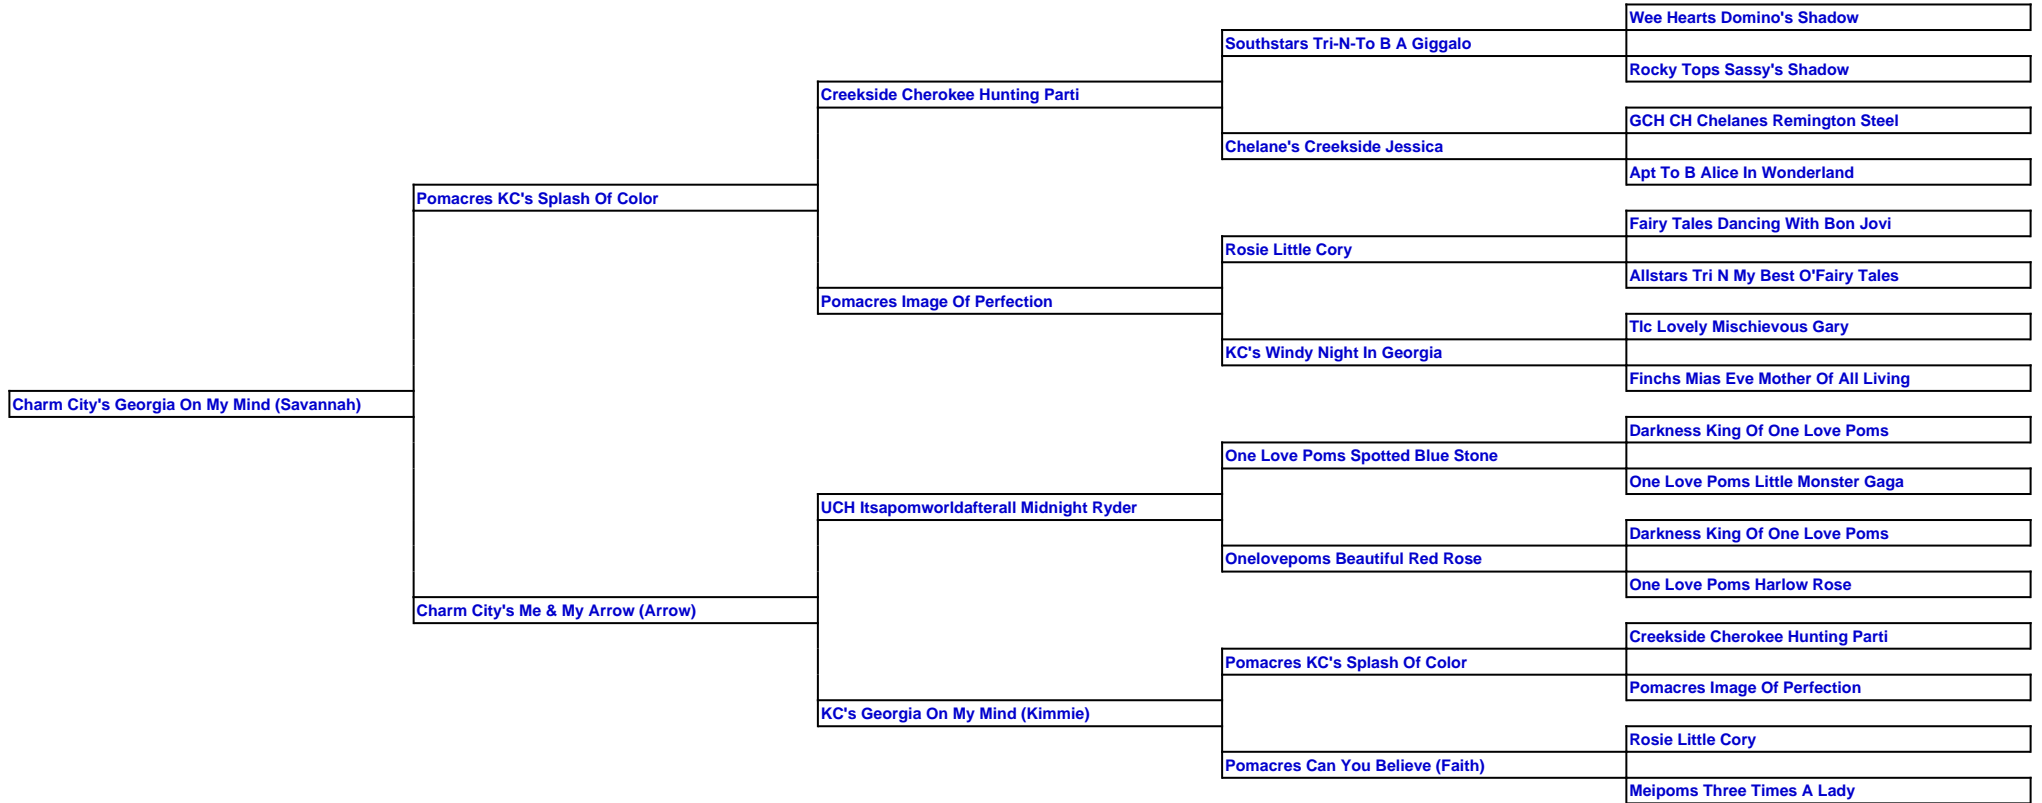 Wee Hearts Domino's Shadow
Southstars Tri-N-To B A Giggalo
Rocky Tops Sassy's Shadow
Creekside Cherokee Hunting Parti
GCH CH Chelanes Remington Steel
Chelane's Creekside Jessica
Apt To B Alice In Wonderland
Pomacres KC's Splash Of Color
Fairy Tales Dancing With Bon Jovi
Rosie Little Cory
Allstars Tri N My Best O'Fairy Tales
Pomacres Image Of Perfection
Tlc Lovely Mischievous Gary
KC's Windy Night In Georgia
Finchs Mias Eve Mother Of All Living
Charm City's Georgia On My Mind (Savannah)
Darkness King Of One Love Poms
One Love Poms Spotted Blue Stone
One Love Poms Little Monster Gaga
UCH Itsapomworldafterall Midnight Ryder
Darkness King Of One Love Poms
Onelovepoms Beautiful Red Rose
One Love Poms Harlow Rose
Charm City's Me & My Arrow (Arrow)
Creekside Cherokee Hunting Parti
Pomacres KC's Splash Of Color
Pomacres Image Of Perfection
KC's Georgia On My Mind (Kimmie)
Rosie Little Cory
Pomacres Can You Believe (Faith)
Meipoms Three Times A Lady